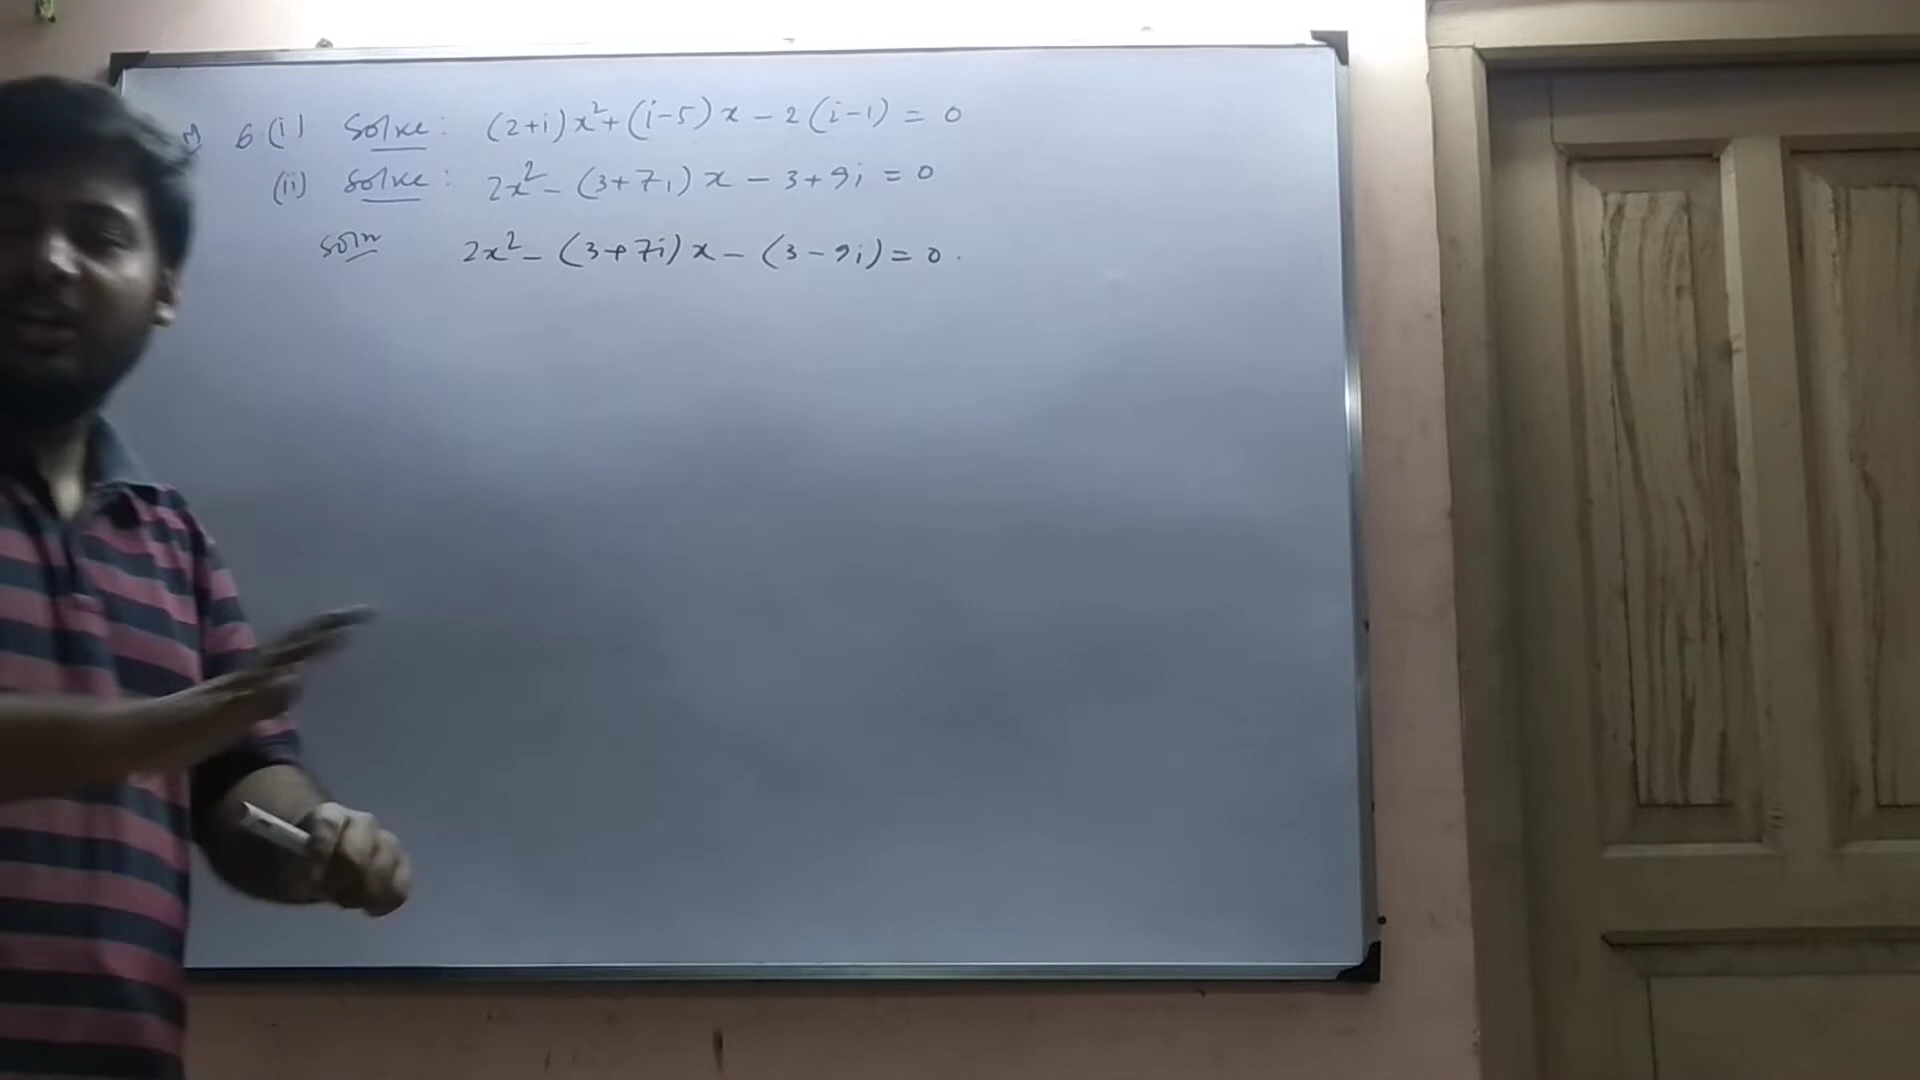 6 (i) Solve : (2+i)x²+(i-5)x-2(i-1) = 0
(ii) Solve : 2x²-(3+7i)x-3+9i = 0
Soln 2x²-(3+7i)x-(3-9i)=0.